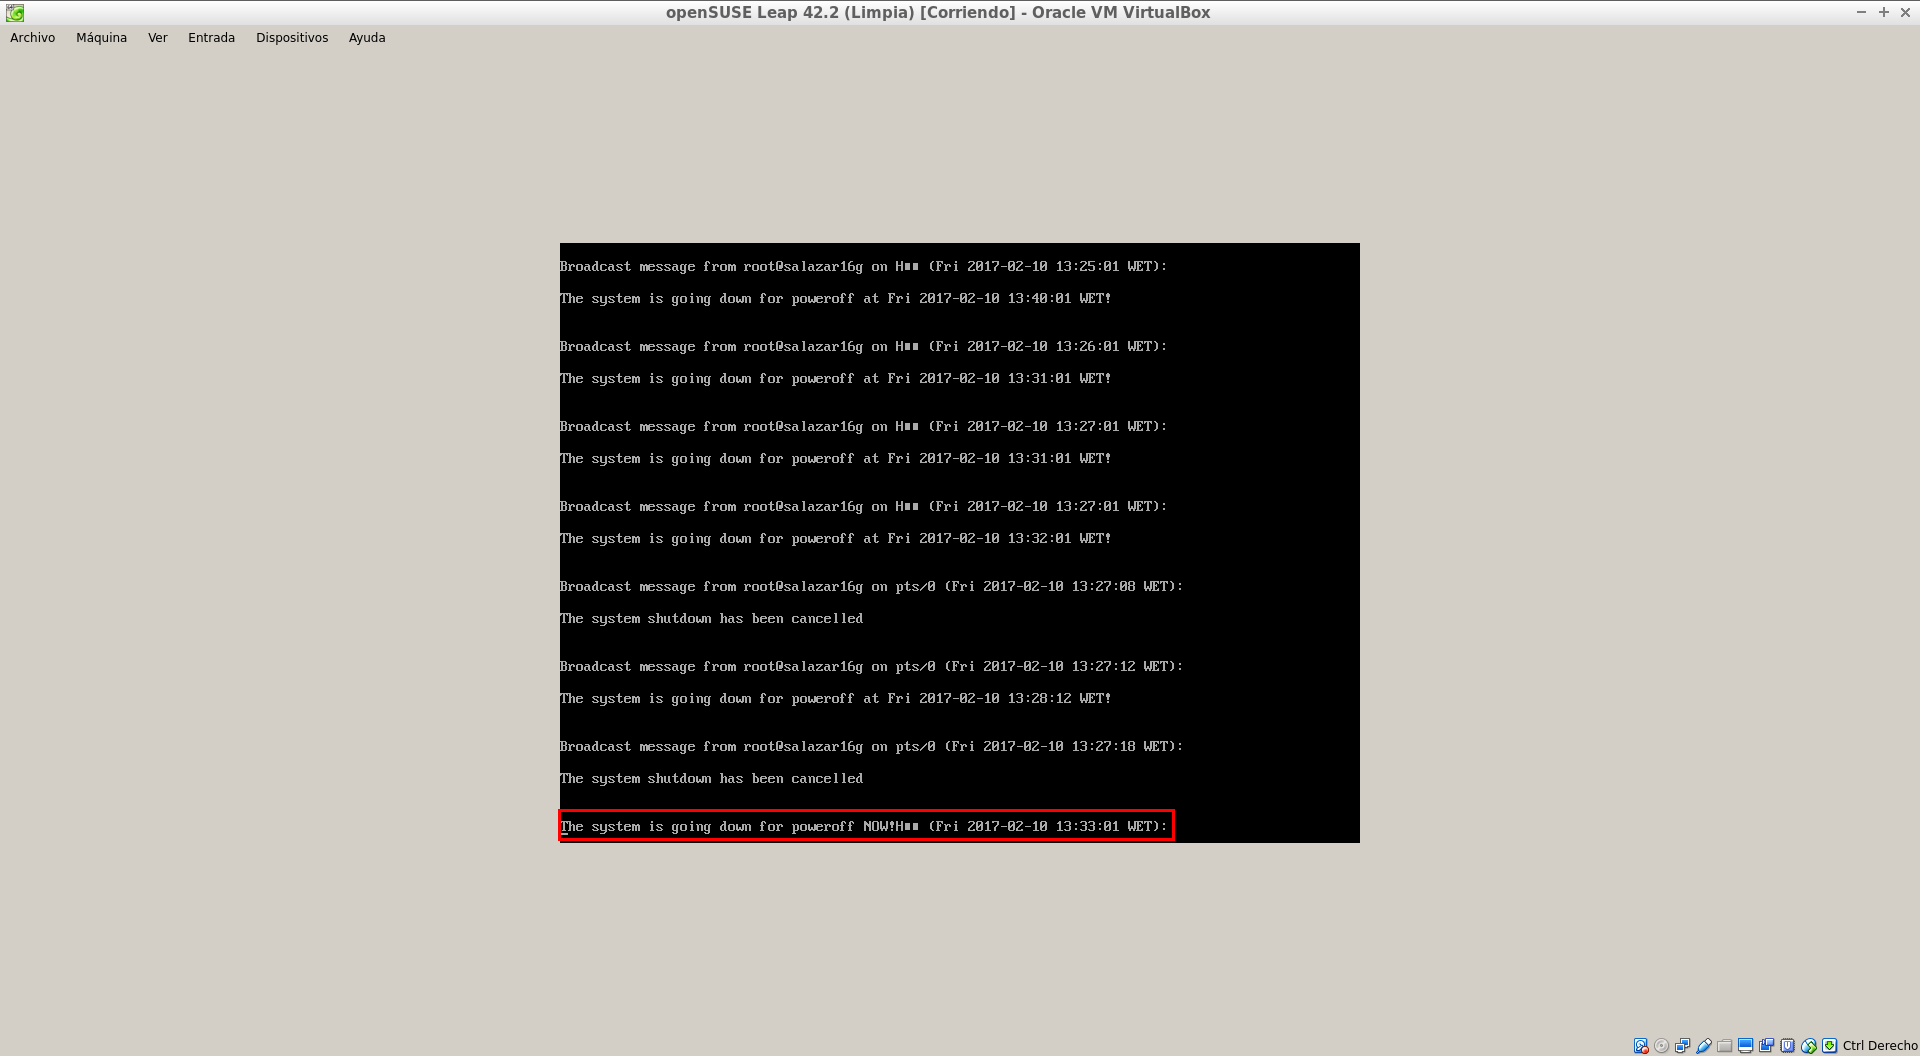 openSUSE Leap 42.2 (Limpia) [Corriendo] - Oracle VM VirtualBox
Archivo Máquina Ver Entrada Dispositivos Ayuda
Broadcast message from root@salazar16g on H■■ (Fri 2017-02-10 13:25:01 WET):
The system is going down for poweroff at Fri 2017-02-10 13:40:01 WET!
Broadcast message from root@salazar16g on H■■ (Fri 2017-02-10 13:26:01 WET):
The system is going down for poweroff at Fri 2017-02-10 13:31:01 WET!
Broadcast message from root@salazar16g on H■■ (Fri 2017-02-10 13:27:01 WET):
The system is going down for poweroff at Fri 2017-02-10 13:31:01 WET!
Broadcast message from root@salazar16g on H■■ (Fri 2017-02-10 13:27:01 WET):
The system is going down for poweroff at Fri 2017-02-10 13:32:01 WET!
Broadcast message from root@salazar16g on pts/0 (Fri 2017-02-10 13:27:08 WET):
The system shutdown has been cancelled
Broadcast message from root@salazar16g on pts/0 (Fri 2017-02-10 13:27:12 WET):
The system is going down for poweroff at Fri 2017-02-10 13:28:12 WET!
Broadcast message from root@salazar16g on pts/0 (Fri 2017-02-10 13:27:18 WET):
The system shutdown has been cancelled
The system is going down for poweroff NOW!H■■ (Fri 2017-02-10 13:33:01 WET):
Ctrl Derecho